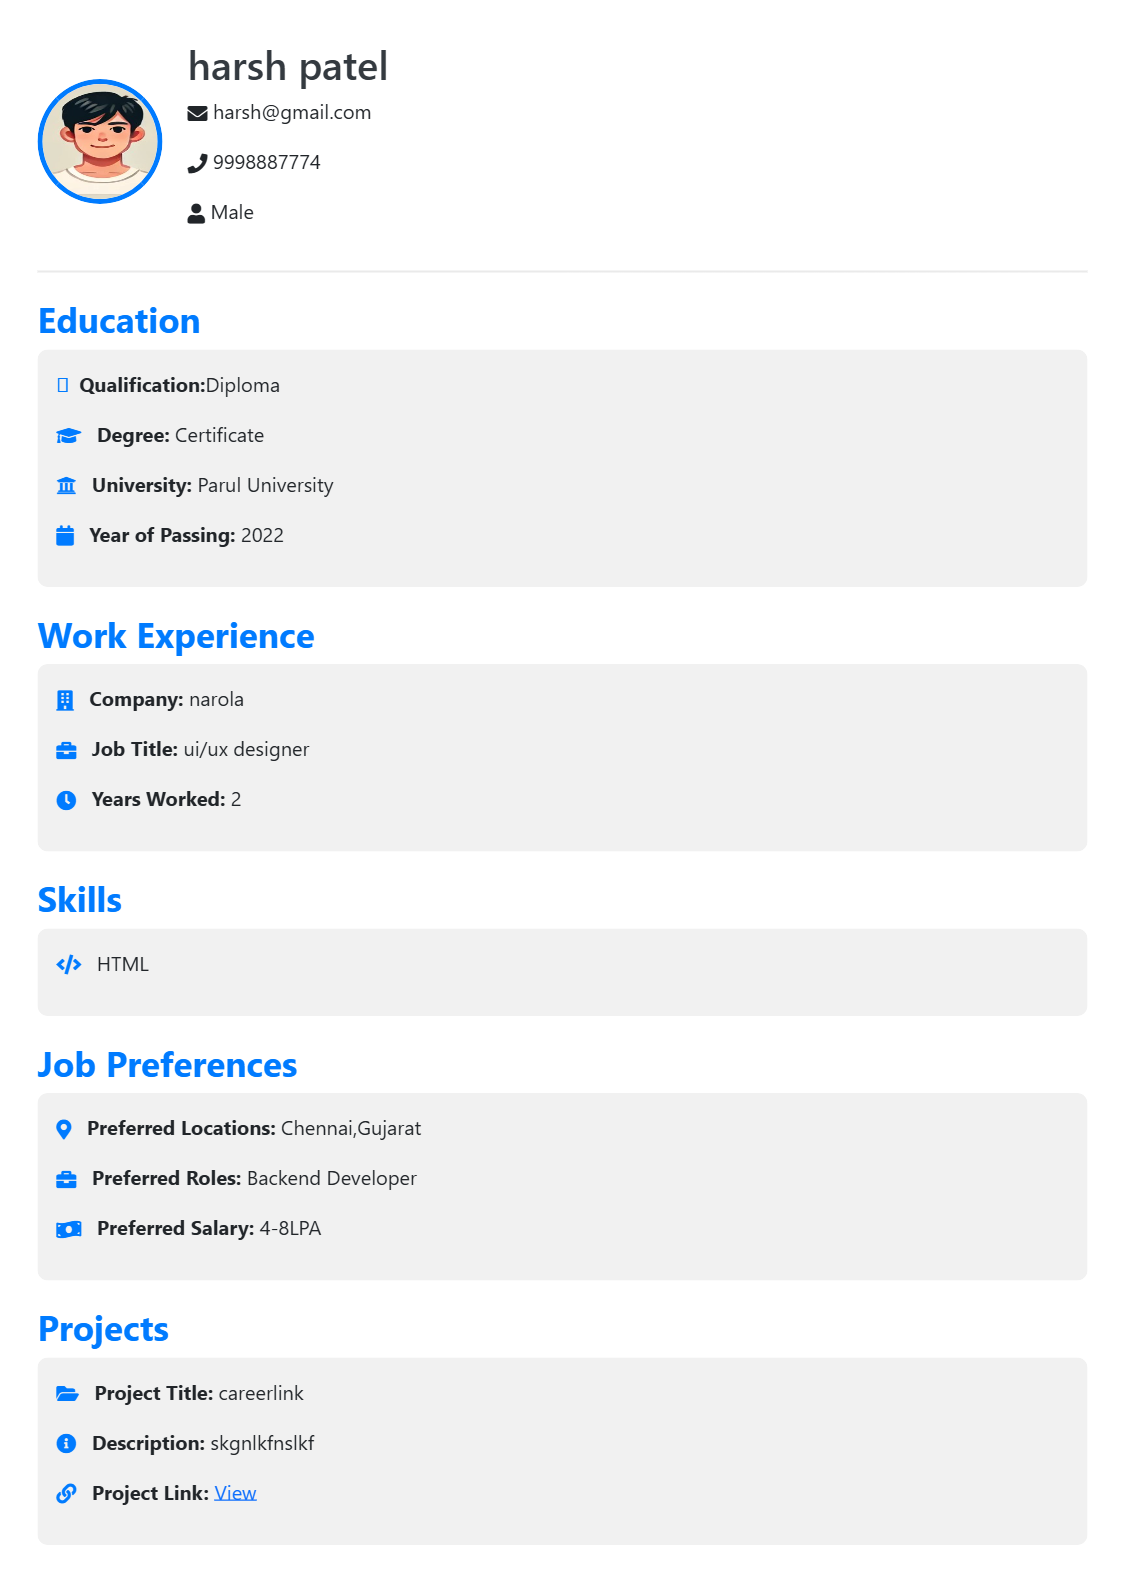 harsh patel
harsh@gmail.com
9998887774
Male
Education
Qualification:Diploma
Degree: Certificate
University: Parul University
Year of Passing: 2022
Work Experience
Company: narola
Job Title: ui/ux designer
Years Worked: 2
Skills
HTML
Job Preferences
Preferred Locations: Chennai,Gujarat
Preferred Roles: Backend Developer
Preferred Salary: 4-8LPA
Projects
Project Title: careerlink
Description: skgnlkfnslkf
Project Link: View